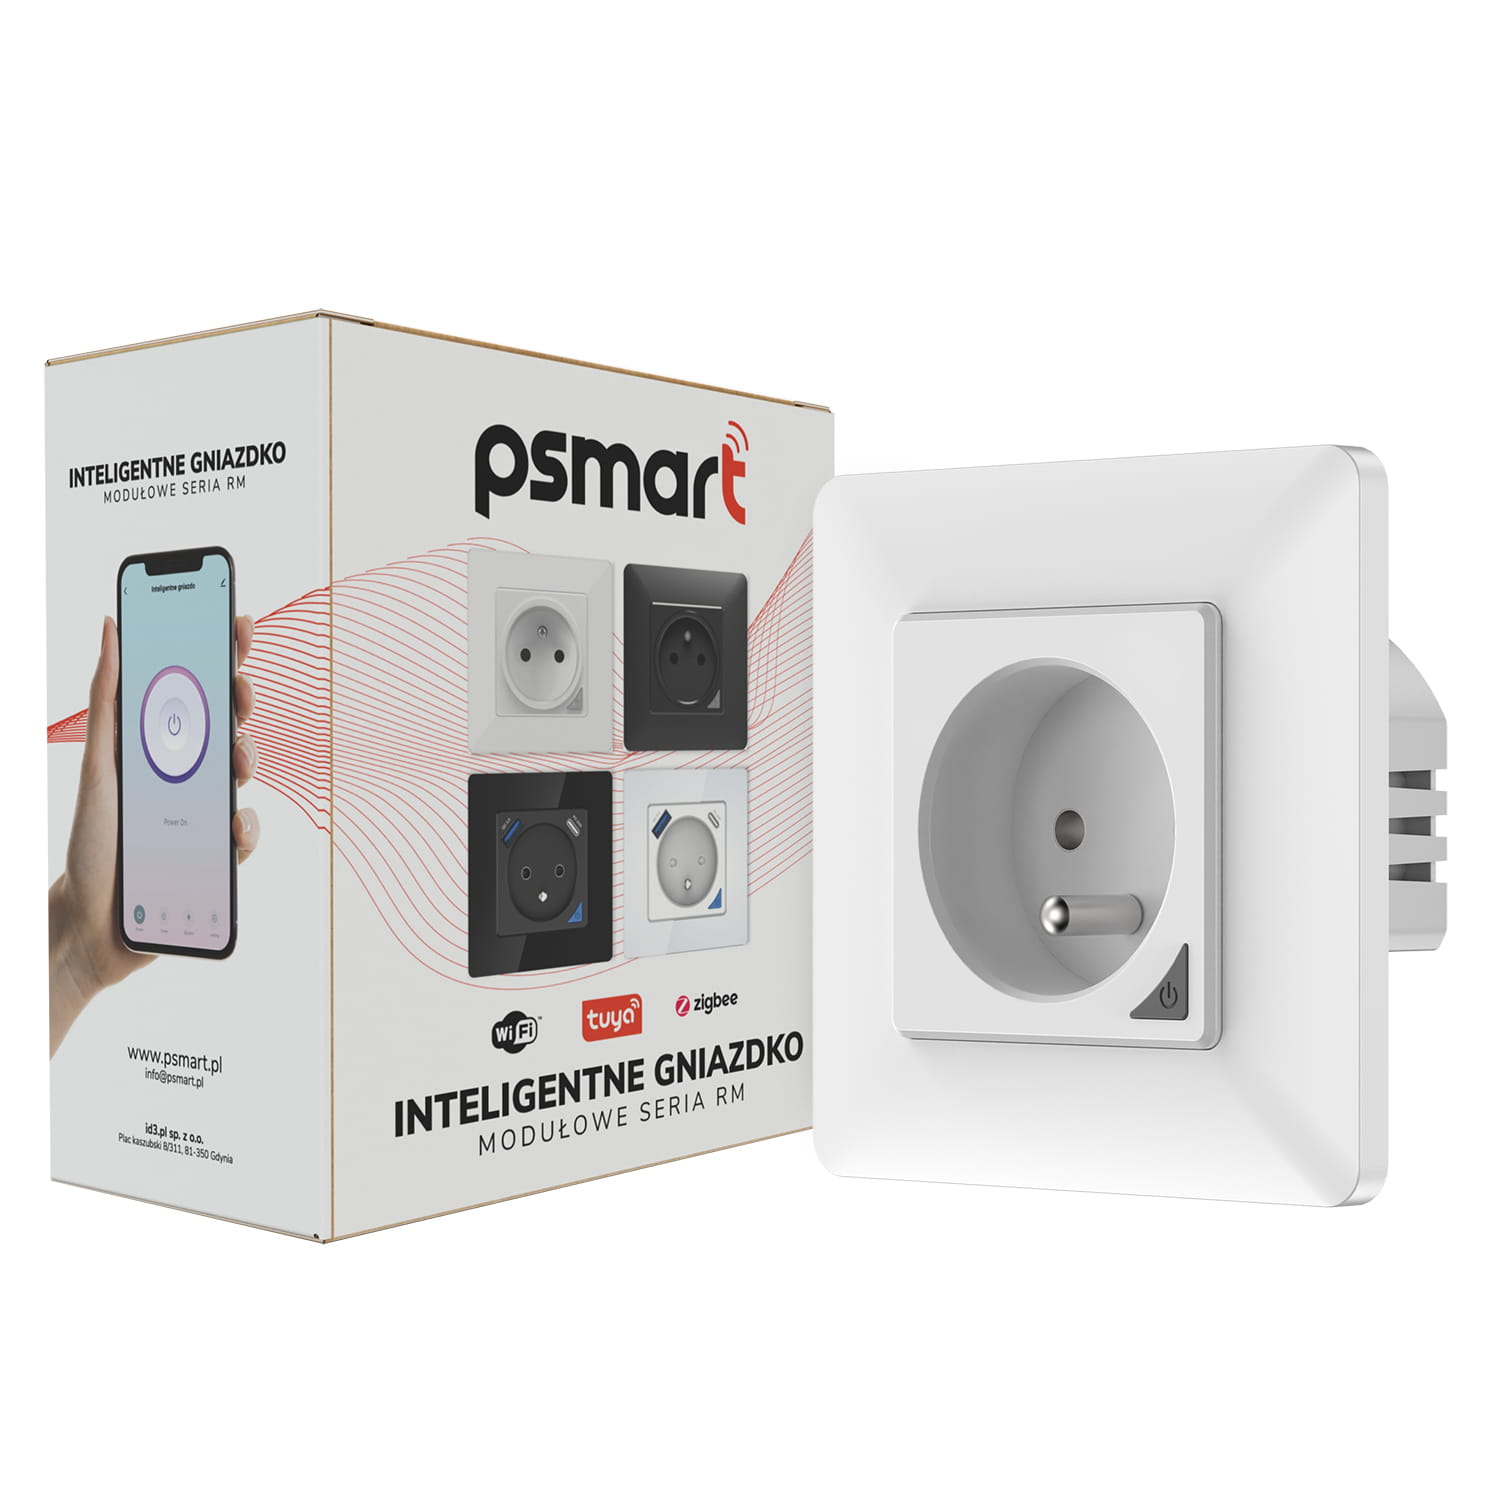 INTELIGENTNE GNIAZDKO
MODUŁOWE SERIA RM
Inteligentne gniazdo
Power On
www.psmart.pl
info@psmart.pl
id3.pl sp. z o.o.
Plac kaszubski 8/311, 81-350 Gdynia
psmart
WiFi™
tuya
zigbee
INTELIGENTNE GNIAZDKO
MODUŁOWE SERIA RM